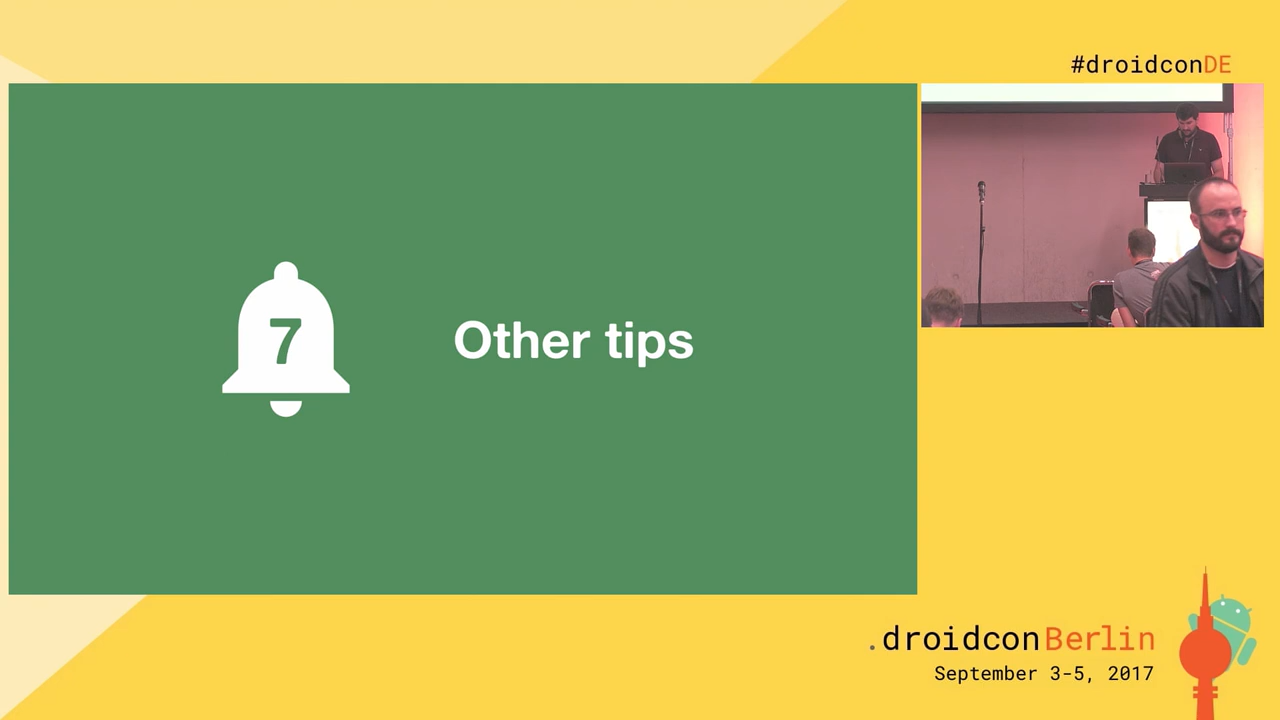 #droidconDE
7
Other tips
.droidconBerlin
September 3-5, 2017